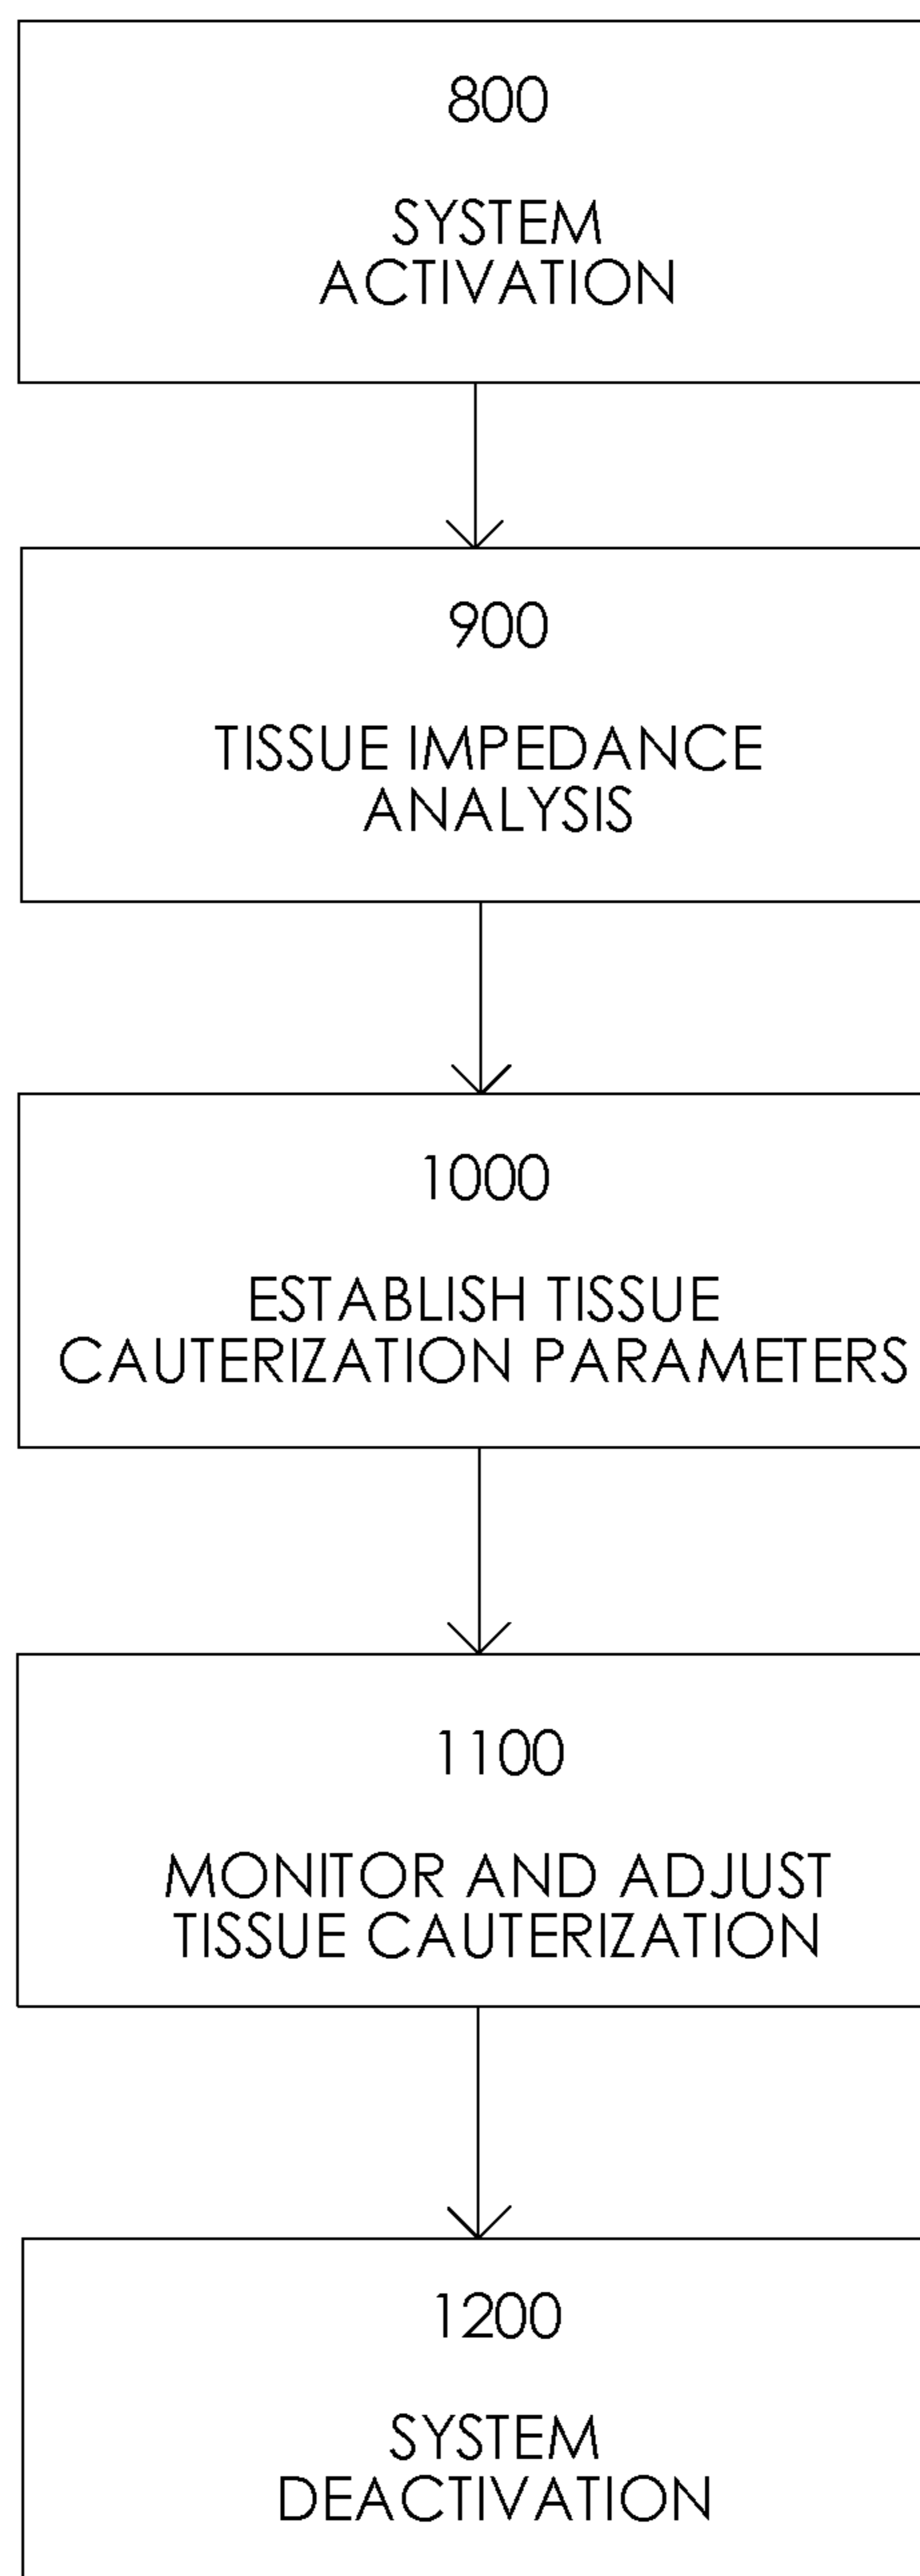 800
SYSTEM
ACTIVATION
900
TISSUE IMPEDANCE
ANALYSIS
1000
ESTABLISH TISSUE
CAUTERIZATION PARAMETERS
1100
MONITOR AND ADJUST
TISSUE CAUTERIZATION
1200
SYSTEM
DEACTIVATION